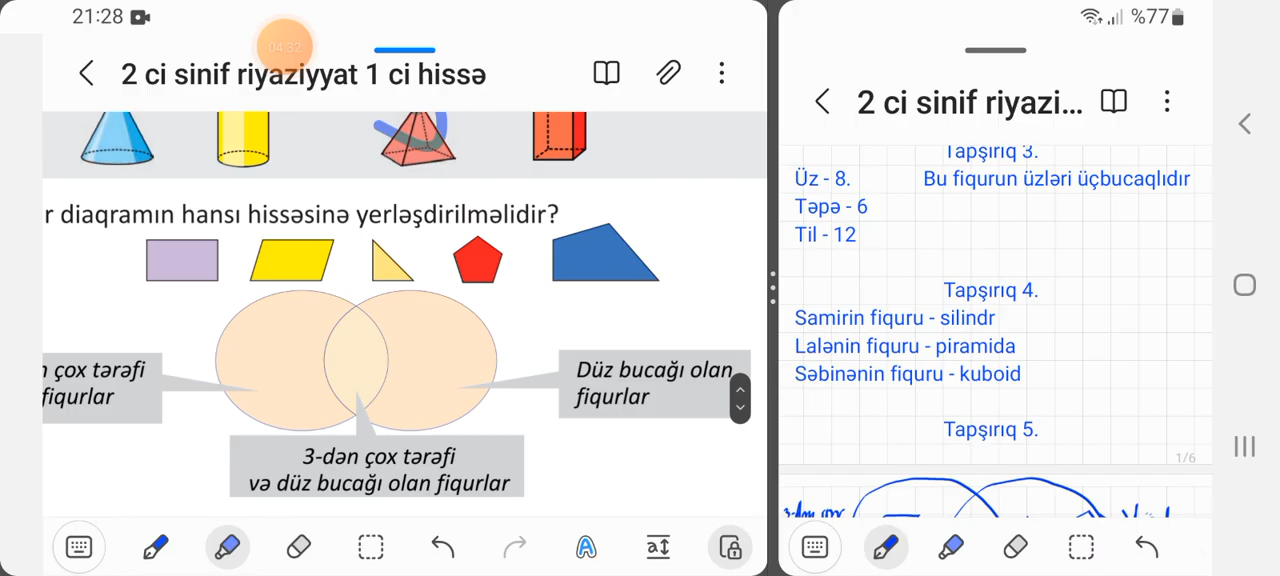 21:28
04:32
%77
2 ci sinif riyaziyyat 1 ci hissə
r diaqramın hansı hissəsinə yerləşdirilməlidir?
n çox tərəfi
fiqurlar
Düz bucağı olan
fiqurlar
3-dən çox tərəfi
və düz bucağı olan fiqurlar
2 ci sinif riyazi...
Tapşırıq 3.
Üz - 8. Bu fiqurun üzləri üçbucaqlıdır
Təpə - 6
Til - 12
Tapşırıq 4.
Samirin fiquru - silindr
Lalənin fiquru - piramida
Səbinənin fiquru - kuboid
Tapşırıq 5.
1/6